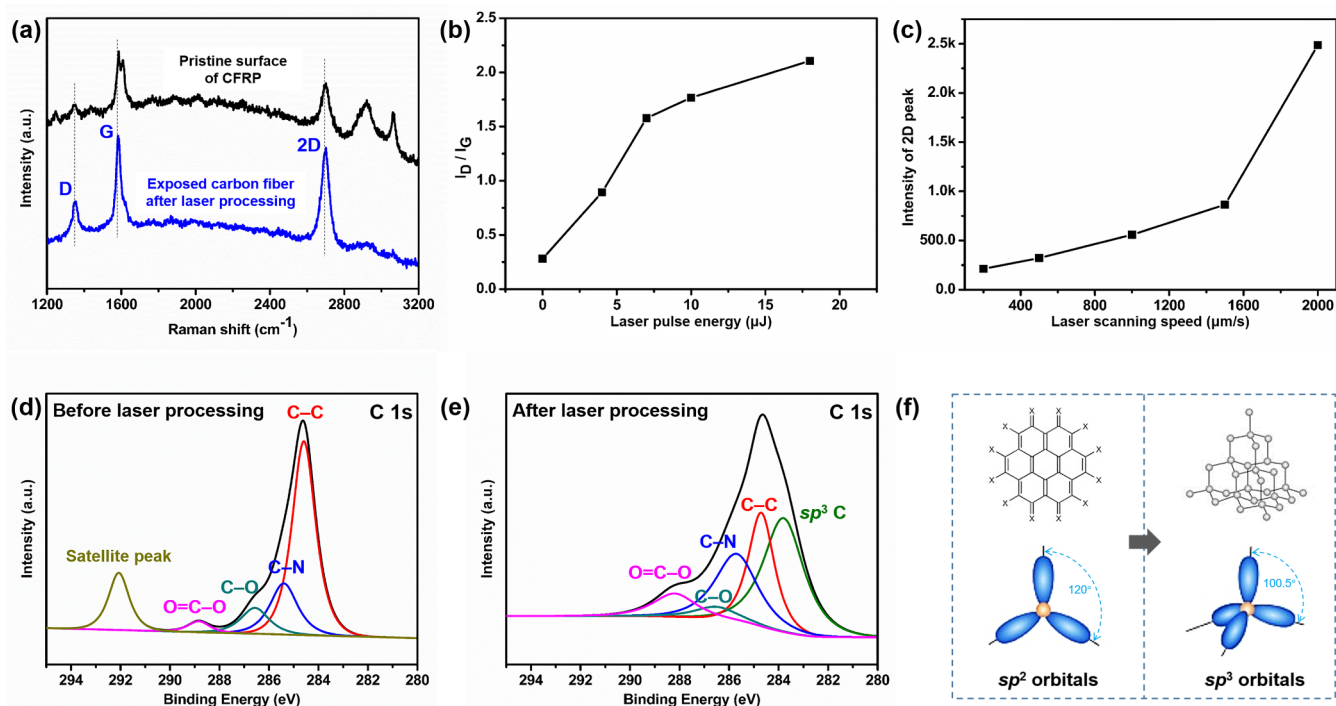 (a)
Pristine surface
of CFRP
G
D
2D
Exposed carbon fiber
after laser processing
Intensity (a.u.)
1200 1600 2000 2400 2800 3200
Raman shift (cm⁻¹)
(b)
2.5
2.0
1.5
1.0
0.5
0.0
I_D / I_G
0 5 10 15 20
Laser pulse energy (µJ)
(c)
2.5k
2.0k
1.5k
1.0k
500.0
0.0
Intensity of 2D peak
400 800 1200 1600 2000
Laser scanning speed (µm/s)
(d) Before laser processing C 1s
C–C
Satellite peak
C–O
C–N
O=C–O
Intensity (a.u.)
294 292 290 288 286 284 282 280
Binding Energy (eV)
(e) After laser processing C 1s
C–C
sp³ C
C–N
O=C–O
C–O
Intensity (a.u.)
294 292 290 288 286 284 282 280
Binding Energy (eV)
(f)
X X
X X
X X
X X
X X
X X
120°
100.5°
sp² orbitals
sp³ orbitals